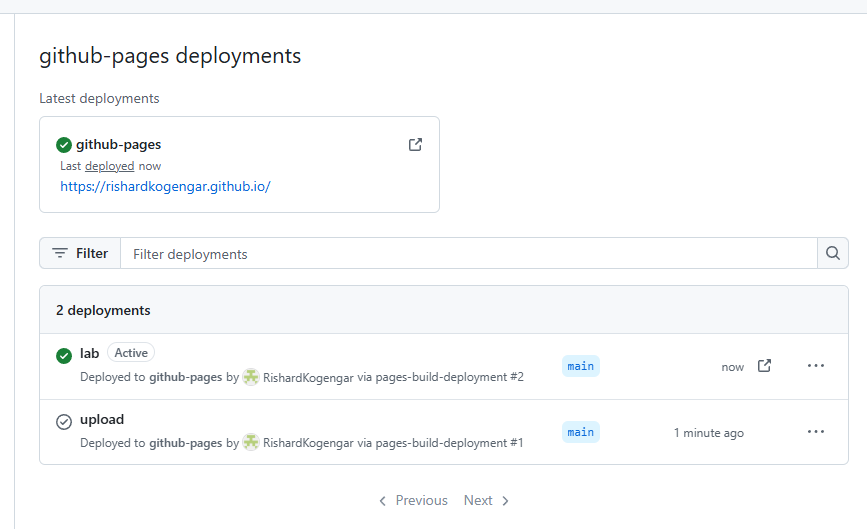 github-pages deployments
Latest deployments
github-pages
Last deployed now
https://rishardkogengar.github.io/
Filter
Filter deployments
2 deployments
lab Active
Deployed to github-pages by RishardKogengar via pages-build-deployment #2
main
now
upload
Deployed to github-pages by RishardKogengar via pages-build-deployment #1
main
1 minute ago
Previous Next